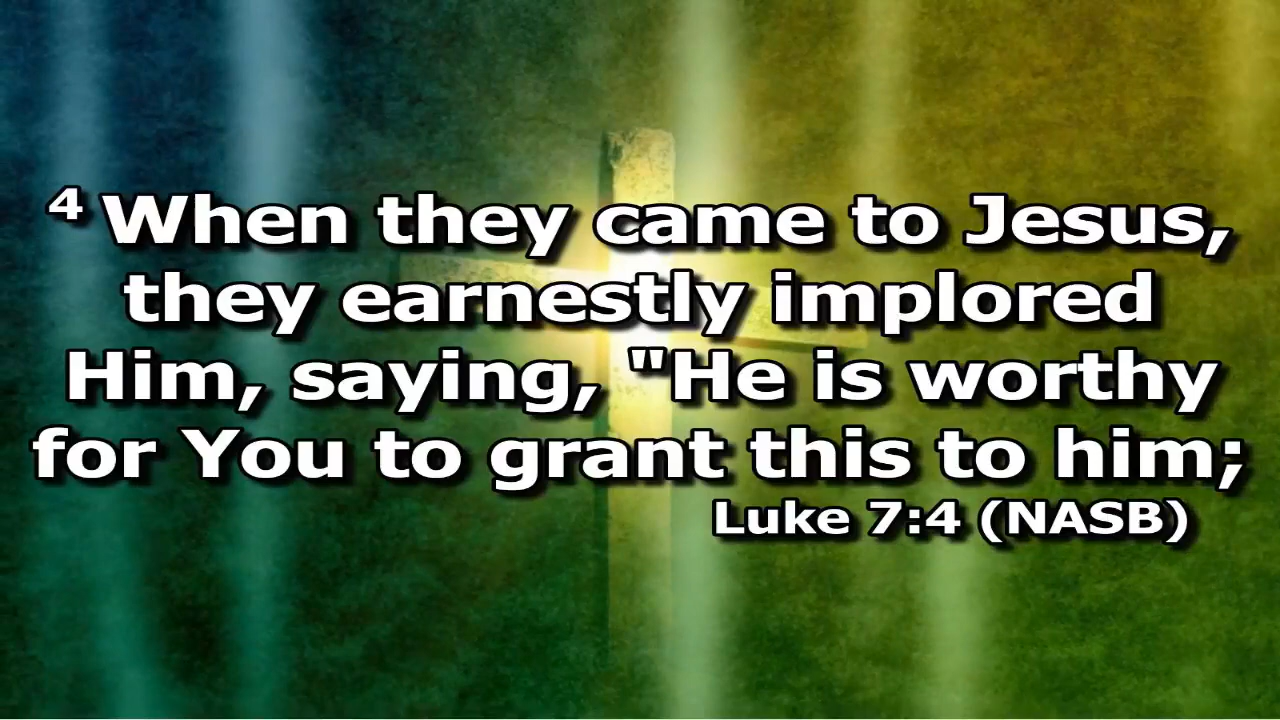 4 When they came to Jesus,
they earnestly implored
Him, saying, "He is worthy
for You to grant this to him;
Luke 7:4 (NASB)